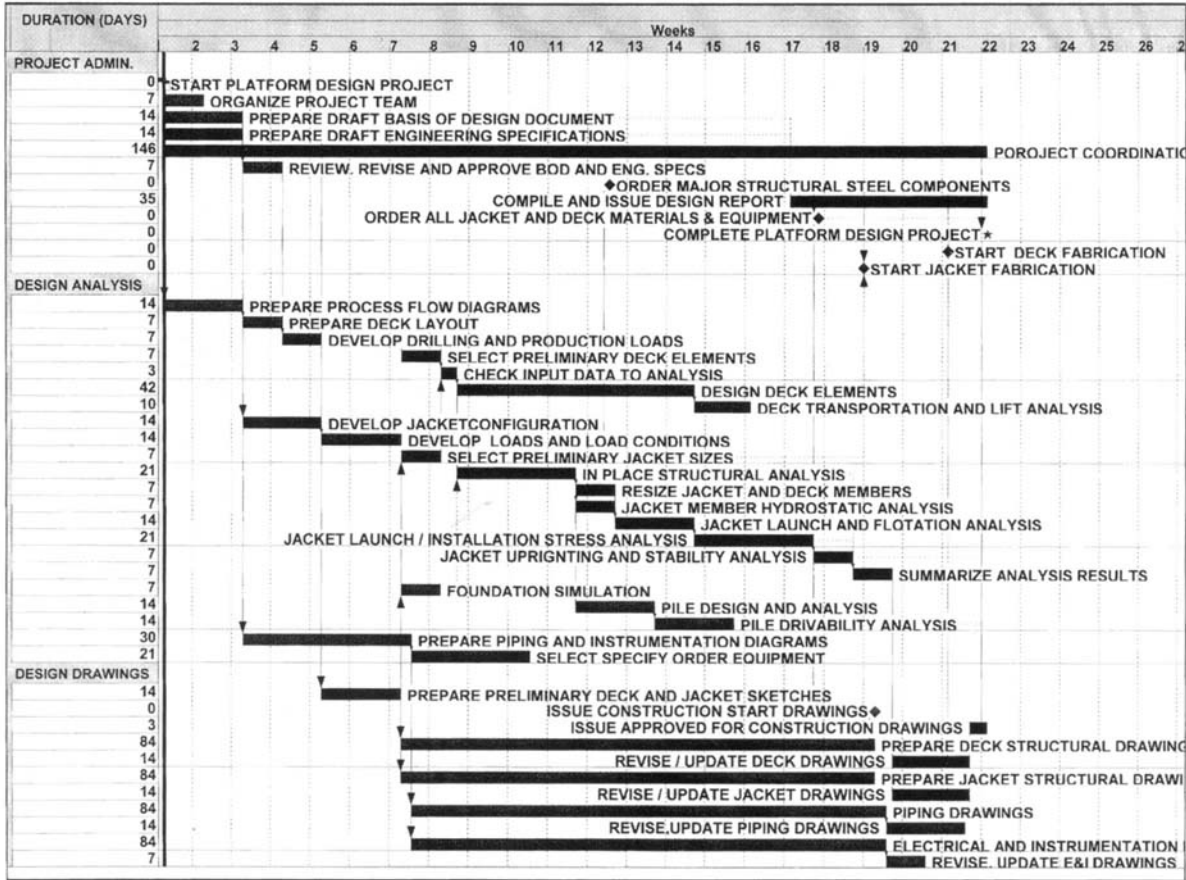 DURATION (DAYS)
Weeks
2 3 4 5 6 7 8 9 10 11 12 13 14 15 16 17 18 19 20 21 22 23 24 25 26 2
PROJECT ADMIN.
0 START PLATFORM DESIGN PROJECT
7 ORGANIZE PROJECT TEAM
14 PREPARE DRAFT BASIS OF DESIGN DOCUMENT
14 PREPARE DRAFT ENGINEERING SPECIFICATIONS
146 POROJECT COORDINATIO
7 REVIEW. REVISE AND APPROVE BOD AND ENG. SPECS
0 ORDER MAJOR STRUCTURAL STEEL COMPONENTS
35 COMPILE AND ISSUE DESIGN REPORT
0 ORDER ALL JACKET AND DECK MATERIALS & EQUIPMENT
0 COMPLETE PLATFORM DESIGN PROJECT
0 START DECK FABRICATION
0 START JACKET FABRICATION
DESIGN ANALYSIS
14 PREPARE PROCESS FLOW DIAGRAMS
7 PREPARE DECK LAYOUT
7 DEVELOP DRILLING AND PRODUCTION LOADS
7 SELECT PRELIMINARY DECK ELEMENTS
3 CHECK INPUT DATA TO ANALYSIS
42 DESIGN DECK ELEMENTS
10 DECK TRANSPORTATION AND LIFT ANALYSIS
14 DEVELOP JACKETCONFIGURATION
14 DEVELOP LOADS AND LOAD CONDITIONS
7 SELECT PRELIMINARY JACKET SIZES
21 IN PLACE STRUCTURAL ANALYSIS
7 RESIZE JACKET AND DECK MEMBERS
7 JACKET MEMBER HYDROSTATIC ANALYSIS
14 JACKET LAUNCH AND FLOTATION ANALYSIS
21 JACKET LAUNCH / INSTALLATION STRESS ANALYSIS
7 JACKET UPRIGNTING AND STABILITY ANALYSIS
7 SUMMARIZE ANALYSIS RESULTS
7 FOUNDATION SIMULATION
14 PILE DESIGN AND ANALYSIS
14 PILE DRIVABILITY ANALYSIS
30 PREPARE PIPING AND INSTRUMENTATION DIAGRAMS
21 SELECT SPECIFY ORDER EQUIPMENT
DESIGN DRAWINGS
14 PREPARE PRELIMINARY DECK AND JACKET SKETCHES
0 ISSUE CONSTRUCTION START DRAWINGS
3 ISSUE APPROVED FOR CONSTRUCTION DRAWINGS
84 PREPARE DECK STRUCTURAL DRAWING
14 REVISE / UPDATE DECK DRAWINGS
84 PREPARE JACKET STRUCTURAL DRAWI
14 REVISE / UPDATE JACKET DRAWINGS
84 PIPING DRAWINGS
14 REVISE,UPDATE PIPING DRAWINGS
84 ELECTRICAL AND INSTRUMENTATION
7 REVISE. UPDATE E&I DRAWINGS